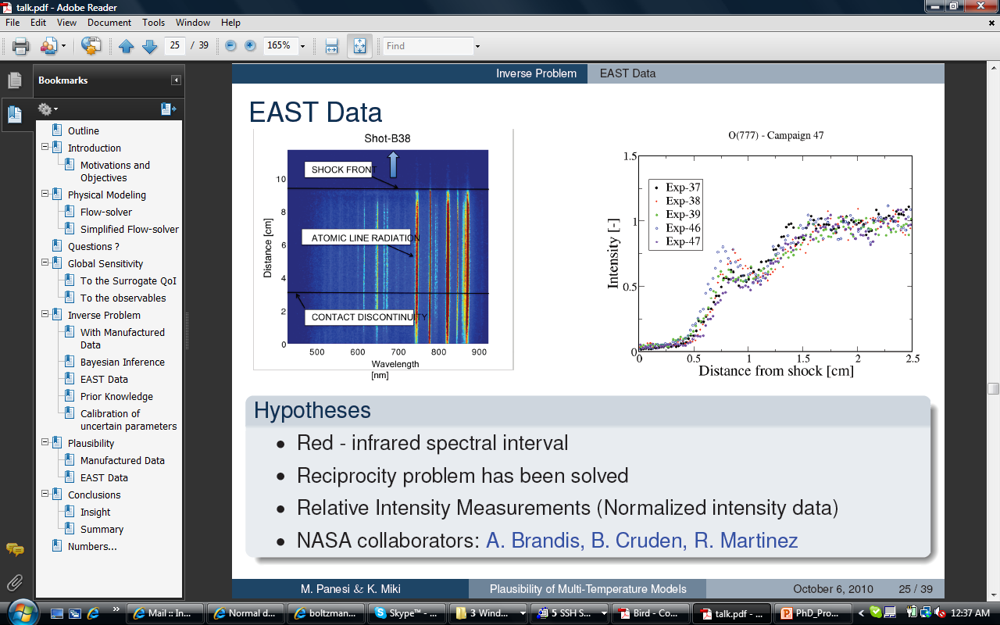 talk.pdf - Adobe Reader
File Edit View Document Tools Window Help
25 / 39 165% Find
Bookmarks
Outline
Introduction
Motivations and
Objectives
Physical Modeling
Flow-solver
Simplified Flow-solver
Questions ?
Global Sensitivity
To the Surrogate QoI
To the observables
Inverse Problem
With Manufactured
Data
Bayesian Inference
EAST Data
Prior Knowledge
Calibration of
uncertain parameters
Plausibility
Manufactured Data
EAST Data
Conclusions
Insight
Summary
Numbers...
Inverse Problem EAST Data
EAST Data
Shot-B38
SHOCK FRONT
ATOMIC LINE RADIATION
CONTACT DISCONTINUITY
Distance [cm]
10
8
6
4
2
0
500 600 700 800 900
Wavelength
[nm]
O(777) - Campaign 47
1.5
1
0.5
0
Intensity [-]
Exp-37
Exp-38
Exp-39
Exp-46
Exp-47
0 0.5 1 1.5 2 2.5
Distance from shock [cm]
Hypotheses
Red - infrared spectral interval
Reciprocity problem has been solved
Relative Intensity Measurements (Normalized intensity data)
NASA collaborators: A. Brandis, B. Cruden, R. Martinez
M. Panesi & K. Miki Plausibility of Multi-Temperature Models October 6, 2010 25 / 39
Mail :: In... Normal d... boltzman... Skype™ - ... 3 Wind... 5 SSH S... Bird - Co... talk.pdf - ... PhD_Pro... 12:37 AM